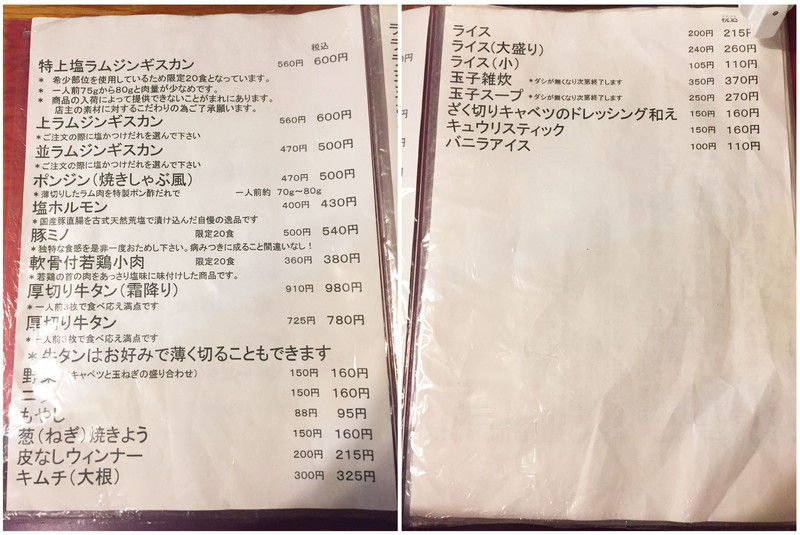 税込
特上塩ラムジンギスカン 560円 600円
* 希少部位を使用しているため限定20食となっています。
* 一人前75gから80gと肉量が少なめです。
* 商品の入荷によって提供できないことがまれにあります。
店主の素材に対するこだわりの為ご了承願います。
上ラムジンギスカン 560円 600円
*ご注文の際に塩かつけだれを選んで下さい
並ラムジンギスカン 470円 500円
*ご注文の際に塩かつけだれを選んで下さい
ポンジン(焼きしゃぶ風) 470円 500円
*薄切りしたラム肉を特製ポン酢だれで 一人前約 70g~80g
塩ホルモン 400円 430円
*国産豚直腸を古式天然荒塩で漬け込んだ自慢の逸品です
豚ミノ 限定20食 500円 540円
*独特な食感を是非一度おためし下さい。病みつきに成ること間違いなし!
軟骨付若鶏小肉 限定20食 360円 380円
*若鶏の首の肉をあっさり塩味に味付けした商品です。
厚切り牛タン(霜降り) 910円 980円
*一人前3枚で食べ応え満点です
厚切り牛タン 725円 780円
*一人前3枚で食べ応え満点です
*牛タンはお好みで薄く切ることもできます
野菜(キャベツと玉ねぎの盛り合わせ) 150円 160円
150円 160円
もやし 88円 95円
葱(ねぎ)焼きよう 150円 160円
皮なしウィンナー 200円 215円
キムチ(大根) 300円 325円
税込
ライス 200円 215円
ライス(大盛り) 240円 260円
ライス(小) 105円 110円
玉子雑炊 *ダシが無くなり次第終了します 350円 370円
玉子スープ *ダシが無くなり次第終了します 250円 270円
ざく切りキャベツのドレッシング和え 150円 160円
キュウリスティック 150円 160円
バニラアイス 100円 110円